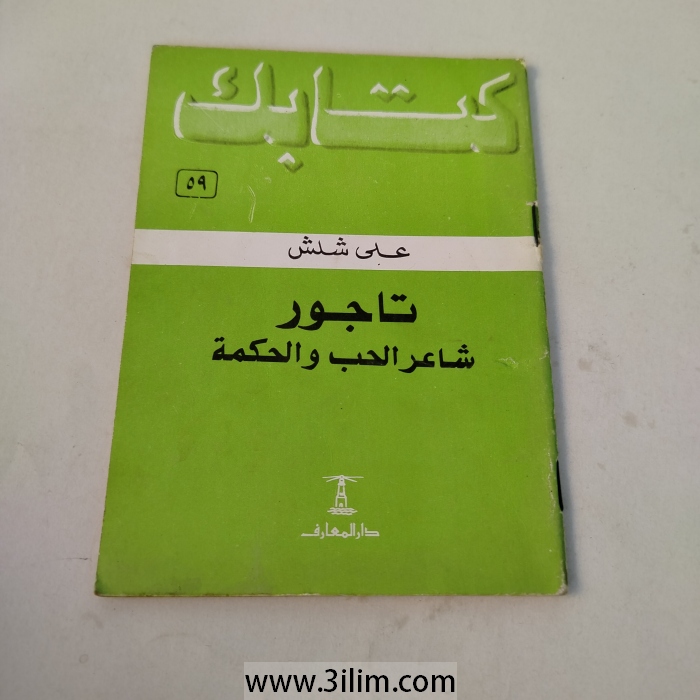 كتابك
٥٩
على شلش
تاجور
شاعر الحب والحكمة
دار المعارف
www.3ilim.com